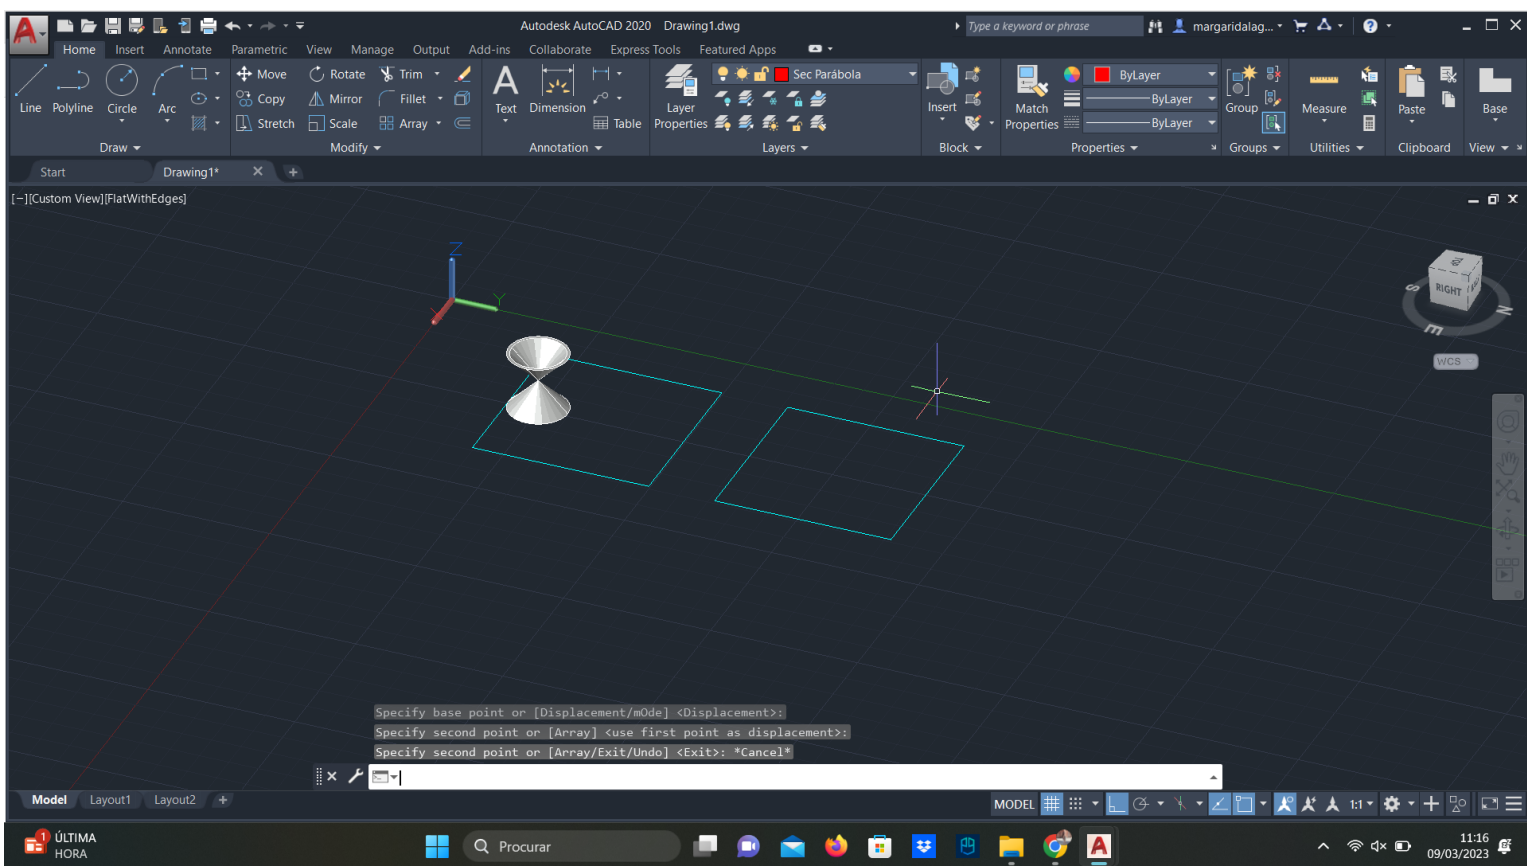 Autodesk AutoCAD 2020 Drawing1.dwg
Type a keyword or phrase
margaridalag...
Home Insert Annotate Parametric View Manage Output Add-ins Collaborate Express Tools Featured Apps
Line Polyline Circle Arc
Move Rotate Trim
Copy Mirror Fillet
Stretch Scale Array
Text Dimension
Table
Layer
Properties
Sec Parábola
Insert
Match
Properties
ByLayer
ByLayer
ByLayer
Group
Measure
Paste
Base
Draw Modify Annotation Layers Block Properties Groups Utilities Clipboard View
Start Drawing1* +
[−][Custom View][FlatWithEdges]
Z
Y
X
TOP
RIGHT
S
N
E
WCS
Specify base point or [Displacement/mOde] <Displacement>:
Specify second point or [Array] <use first point as displacement>:
Specify second point or [Array/Exit/Undo] <Exit>: *Cancel*
Model Layout1 Layout2 +
MODEL 1:1
1
ÚLTIMA
HORA
Procurar
11:16
09/03/2023